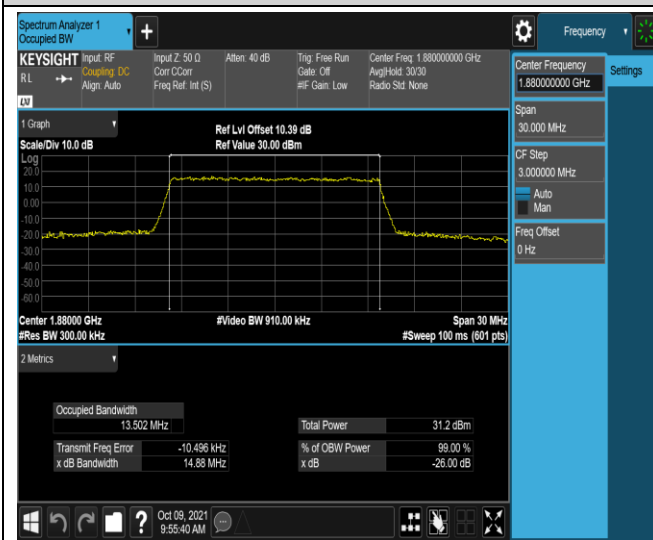 Spectrum Analyzer 1
Occupied BW
+
Frequency
KEYSIGHT
RL
LXI
Input: RF
Coupling: DC
Align: Auto
Input Z: 50 Ω
Corr CCorr
Freq Ref: Int (S)
Atten: 40 dB
Trig: Free Run
Gate: Off
#IF Gain: Low
Center Freq: 1.880000000 GHz
Avg|Hold: 30/30
Radio Std: None
Center Frequency
1.880000000 GHz
Settings
Span
30.000 MHz
CF Step
3.000000 MHz
Auto
Man
Freq Offset
0 Hz
1 Graph
Scale/Div 10.0 dB
Ref Lvl Offset 10.39 dB
Ref Value 30.00 dBm
Log
20.0
10.0
0.00
-10.0
-20.0
-30.0
-40.0
-50.0
-60.0
Center 1.88000 GHz
#Video BW 910.00 kHz
Span 30 MHz
#Res BW 300.00 kHz
#Sweep 100 ms (601 pts)
2 Metrics
Occupied Bandwidth
13.502 MHz
Total Power 31.2 dBm
Transmit Freq Error -10.496 kHz
% of OBW Power 99.00 %
x dB Bandwidth 14.88 MHz
x dB -26.00 dB
?
Oct 09, 2021
9:55:40 AM